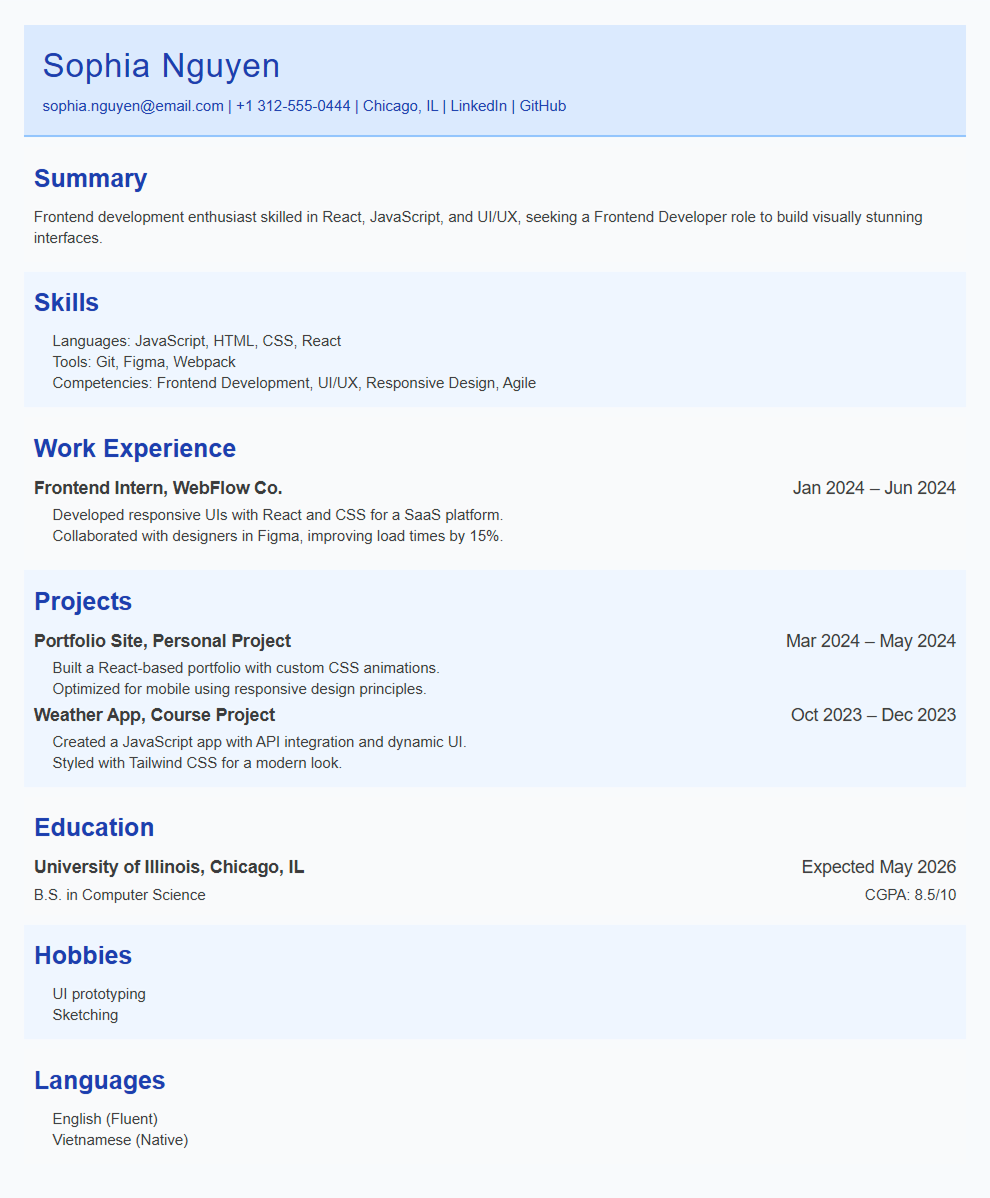 Sophia Nguyen
sophia.nguyen@email.com | +1 312-555-0444 | Chicago, IL | LinkedIn | GitHub
Summary
Frontend development enthusiast skilled in React, JavaScript, and UI/UX, seeking a Frontend Developer role to build visually stunning
interfaces.
Skills
Languages: JavaScript, HTML, CSS, React
Tools: Git, Figma, Webpack
Competencies: Frontend Development, UI/UX, Responsive Design, Agile
Work Experience
Frontend Intern, WebFlow Co. Jan 2024 – Jun 2024
Developed responsive UIs with React and CSS for a SaaS platform.
Collaborated with designers in Figma, improving load times by 15%.
Projects
Portfolio Site, Personal Project Mar 2024 – May 2024
Built a React-based portfolio with custom CSS animations.
Optimized for mobile using responsive design principles.
Weather App, Course Project Oct 2023 – Dec 2023
Created a JavaScript app with API integration and dynamic UI.
Styled with Tailwind CSS for a modern look.
Education
University of Illinois, Chicago, IL Expected May 2026
B.S. in Computer Science CGPA: 8.5/10
Hobbies
UI prototyping
Sketching
Languages
English (Fluent)
Vietnamese (Native)